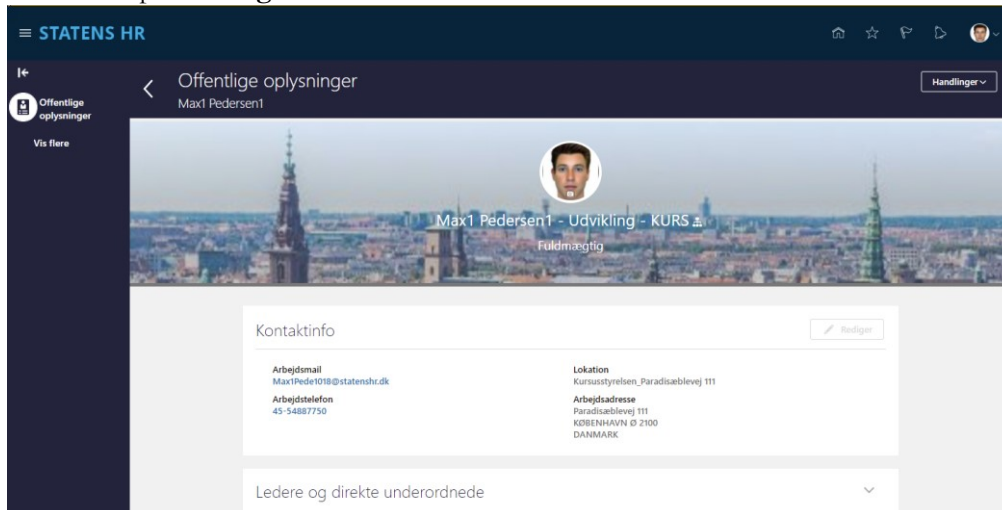 STATENS HR
Offentlige oplysninger
Vis flere
Offentlige oplysninger
Max1 Pedersen1
Handlinger
Max1 Pedersen1 - Udvikling - KURS
Fuldmægtig
Kontaktinfo
Rediger
Arbejdsmail
Max1Pede1018@statenshr.dk
Arbejdstelefon
45-54887750
Lokation
Kursusstyrelsen_Paradisæblevej 111
Arbejdsadresse
Paradisæblevej 111
KØBENHAVN Ø 2100
DANMARK
Ledere og direkte underordnede